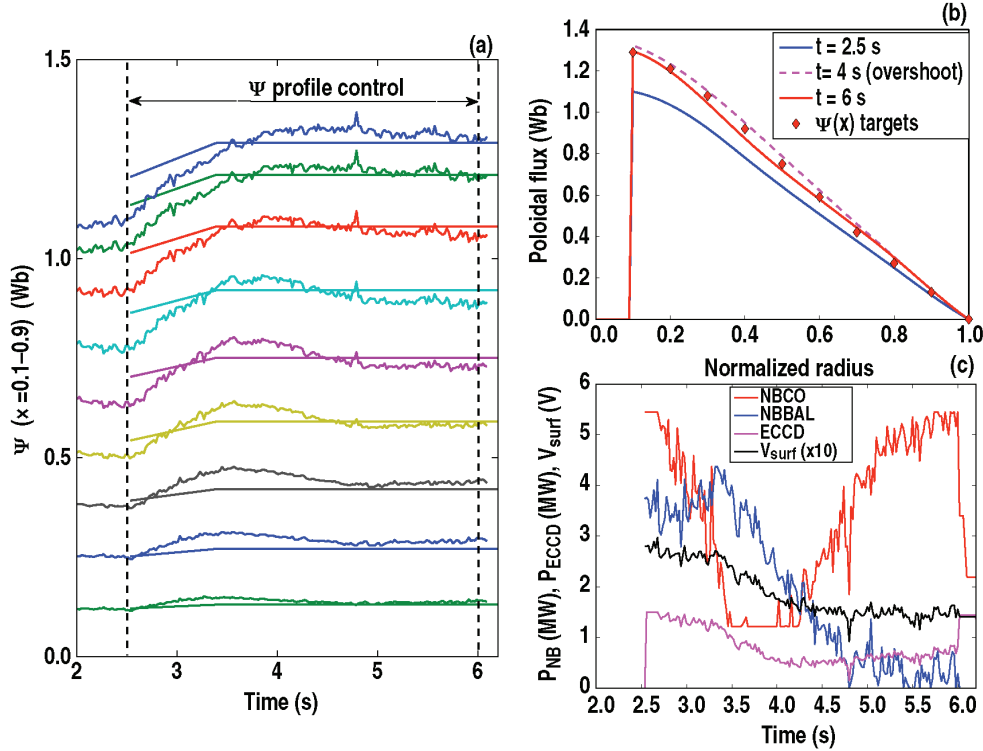 (a)
Ψ profile control
1.5
1.0
0.5
0.0
2
3
4
5
6
Time (s)
Ψ (x =0.1–0.9) (Wb)
(b)
t = 2.5 s
t= 4 s (overshoot)
t = 6 s
Ψ(x) targets
1.4
1.2
1.0
0.8
0.6
0.4
0.2
0.0
0.0
0.2
0.4
0.6
0.8
1.0
Poloidal flux (Wb)
Normalized radius
(c)
NBCO
NBBAL
ECCD
Vsurf (x10)
6
5
4
3
2
1
0
2.0
2.5
3.0
3.5
4.0
4.5
5.0
5.5
6.0
Time (s)
PNB (MW), PECCD (MW), Vsurf (V)